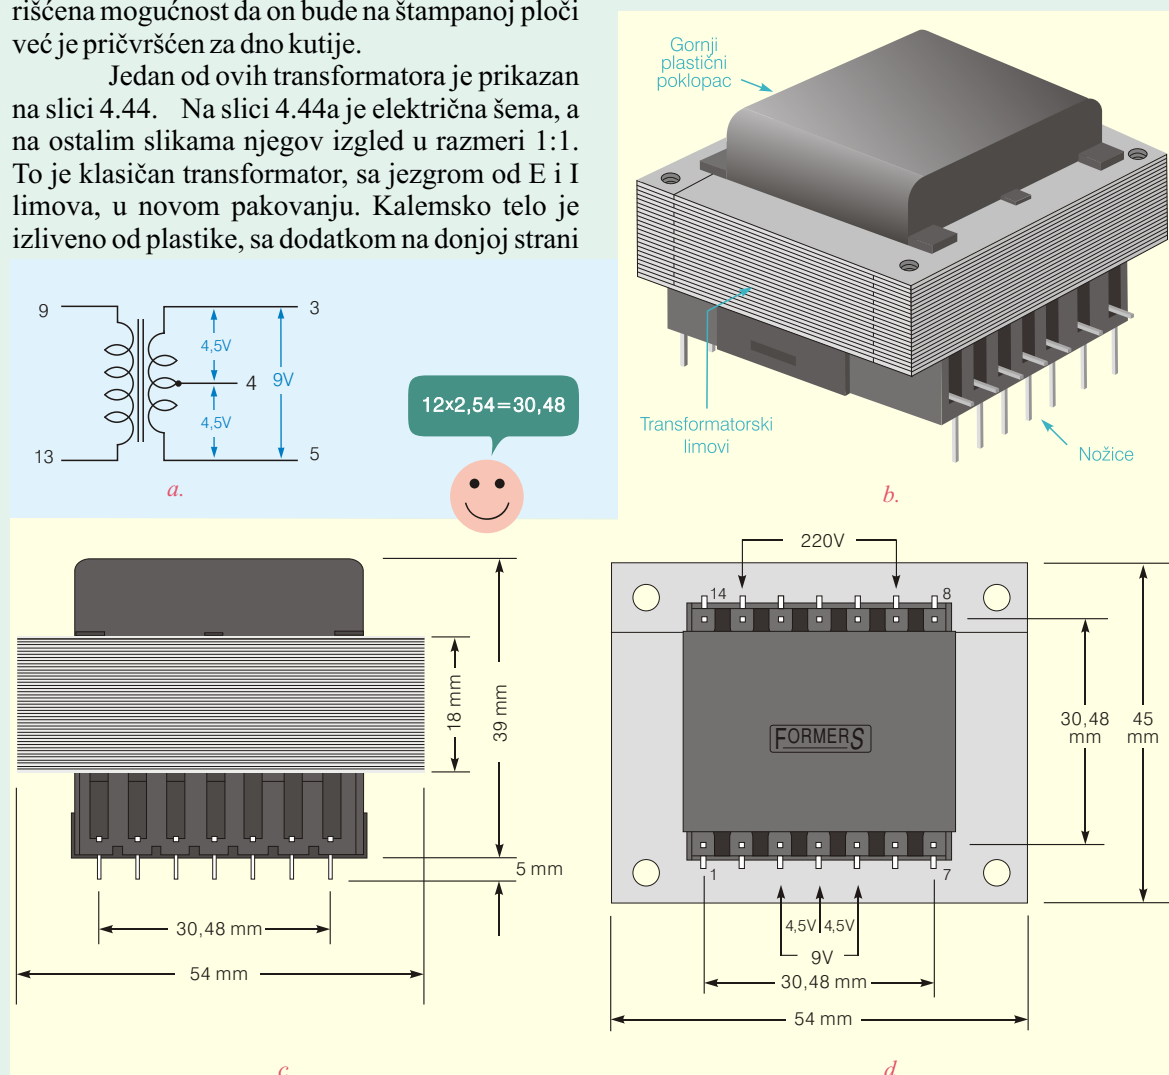 rišćena mogućnost da on bude na štampanoj ploči
već je pričvršćen za dno kutije.
Jedan od ovih transformatora je prikazan
na slici 4.44. Na slici 4.44a je električna šema, a
na ostalim slikama njegov izgled u razmeri 1:1.
To je klasičan transformator, sa jezgrom od E i I
limova, u novom pakovanju. Kalemsko telo je
izliveno od plastike, sa dodatkom na donjoj strani
9
13
3
4,5V
4
9V
4,5V
5
a.
12x2,54=30,48
Gornji
plastični
poklopac
Transformatorski
limovi
Nožice
b.
18 mm
39 mm
5 mm
30,48 mm
54 mm
c
220V
14
8
FORMERS
30,48
mm
45
mm
1
7
4,5V
4,5V
9V
30,48 mm
54 mm
d